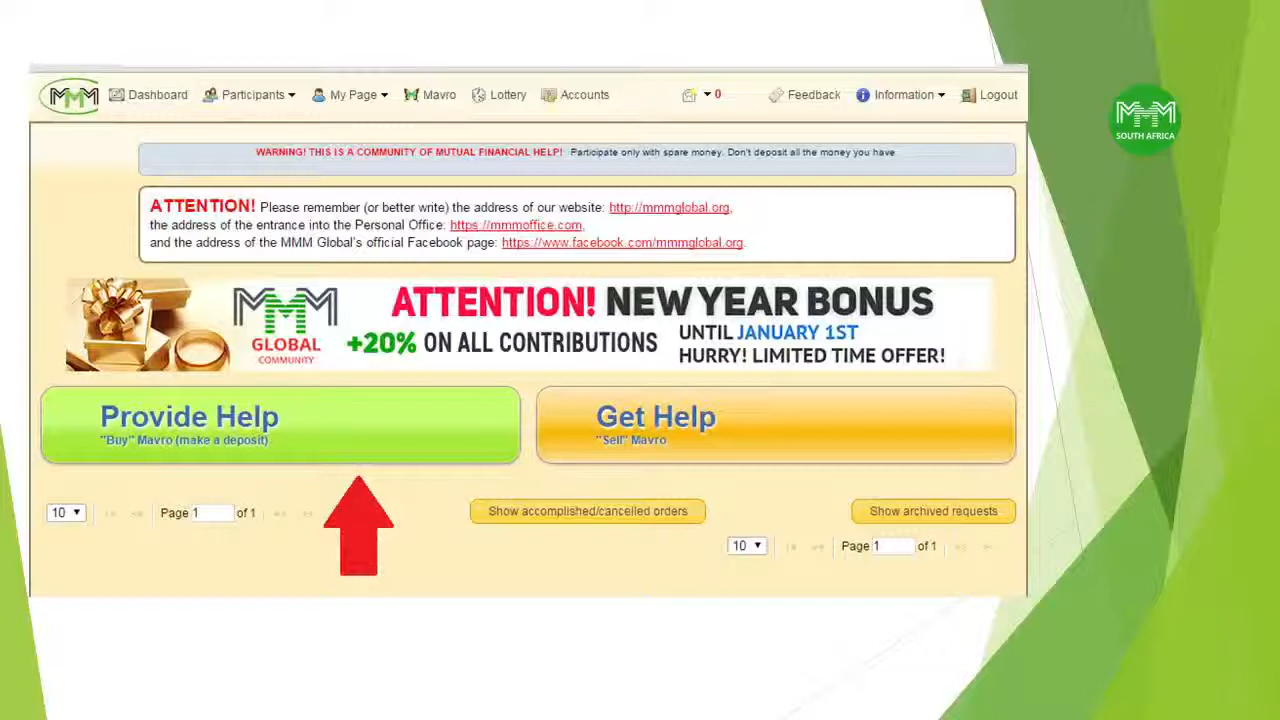 MMM Dashboard Participants My Page Mavro Lottery Accounts 0 Feedback Information Logout
MMM
SOUTH AFRICA
WARNING! THIS IS A COMMUNITY OF MUTUAL FINANCIAL HELP! Participate only with spare money. Don't deposit all the money you have
ATTENTION! Please remember (or better write) the address of our website: http://mmmglobal.org,
the address of the entrance into the Personal Office: https://mmmoffice.com,
and the address of the MMM Global's official Facebook page: https://www.facebook.com/mmmglobal.org.
MMM
GLOBAL
COMMUNITY
ATTENTION! NEW YEAR BONUS
+20% ON ALL CONTRIBUTIONS
UNTIL JANUARY 1ST
HURRY! LIMITED TIME OFFER!
Provide Help
"Buy" Mavro (make a deposit)
Get Help
"Sell" Mavro
10 Page 1 of 1
Show accomplished/cancelled orders
Show archived requests
10 Page 1 of 1